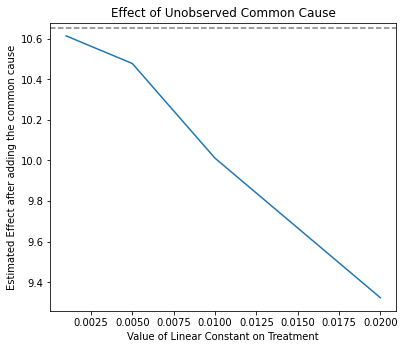 Effect of Unobserved Common Cause
Estimated Effect after adding the common cause
10.6
10.4
10.2
10.0
9.8
9.6
9.4
0.0025 0.0050 0.0075 0.0100 0.0125 0.0150 0.0175 0.0200
Value of Linear Constant on Treatment